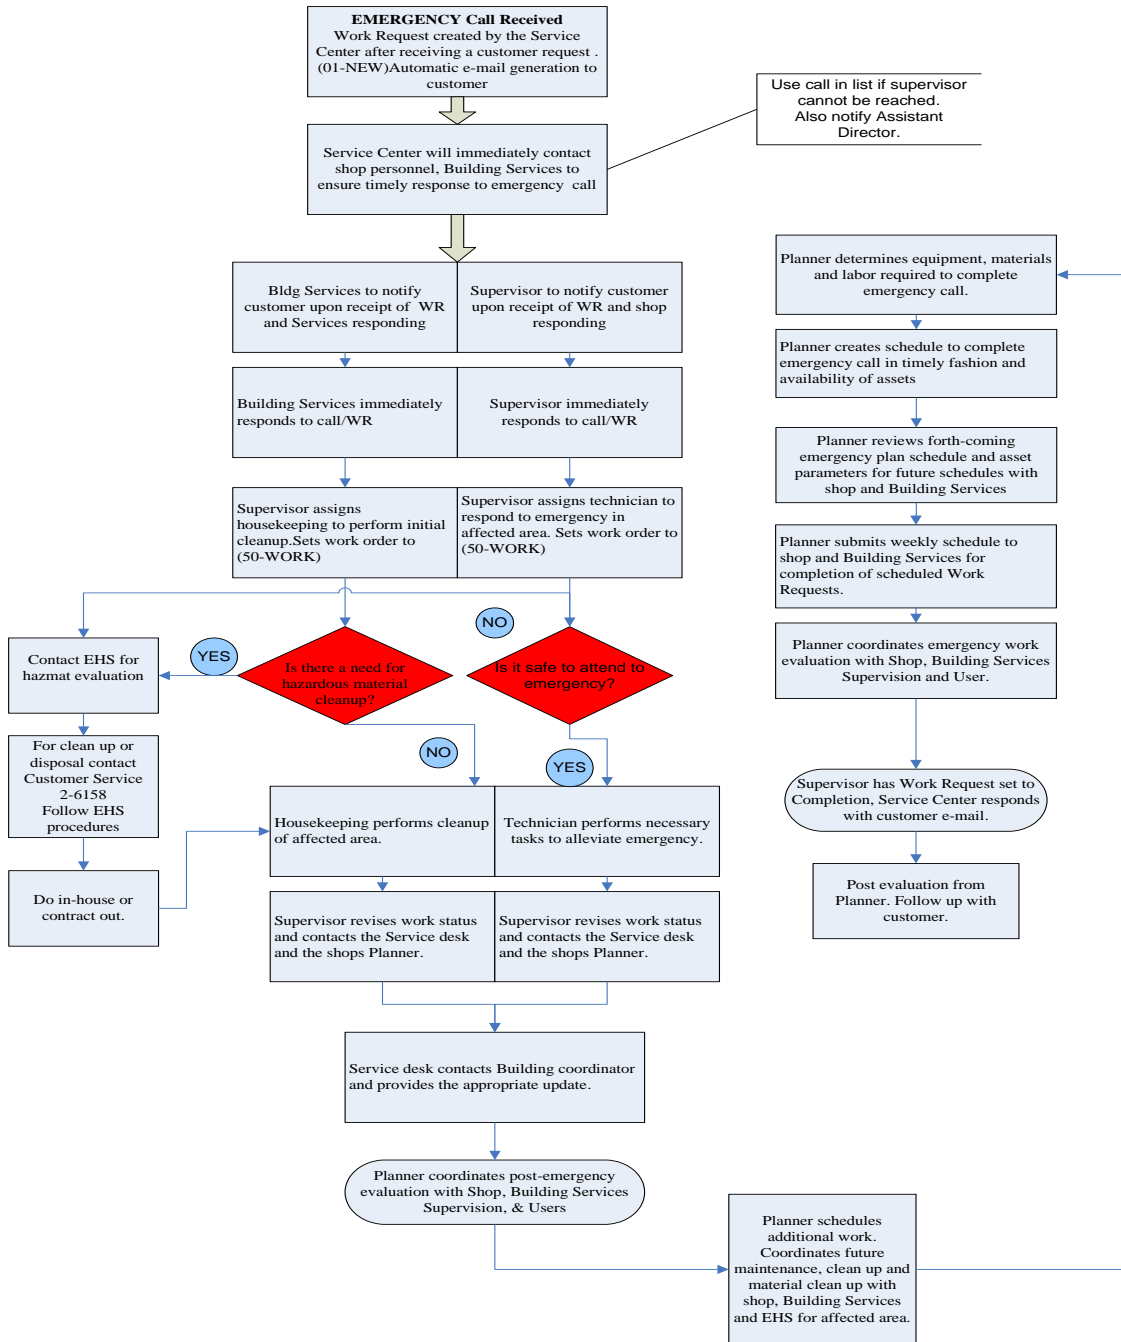 EMERGENCY Call Received
Work Request created by the Service
Center after receiving a customer request .
(01-NEW)Automatic e-mail generation to
customer
Use call in list if supervisor
cannot be reached.
Also notify Assistant
Director.
Service Center will immediately contact
shop personnel, Building Services to
ensure timely response to emergency call
Bldg Services to notify
customer upon receipt of WR
and Services responding
Supervisor to notify customer
upon receipt of WR and shop
responding
Building Services immediately
responds to call/WR
Supervisor immediately
responds to call/WR
Supervisor assigns
housekeeping to perform initial
cleanup.Sets work order to
(50-WORK)
Supervisor assigns technician to
respond to emergency in
affected area. Sets work order to
(50-WORK)
NO
YES
Contact EHS for
hazmat evaluation
Is there a need for
hazardous material
cleanup?
Is it safe to attend to
emergency?
For clean up or
disposal contact
Customer Service
2-6158
Follow EHS
procedures
NO
YES
Housekeeping performs cleanup
of affected area.
Technician performs necessary
tasks to alleviate emergency.
Do in-house or
contract out.
Supervisor revises work status
and contacts the Service desk
and the shops Planner.
Supervisor revises work status
and contacts the Service desk
and the shops Planner.
Service desk contacts Building coordinator
and provides the appropriate update.
Planner coordinates post-emergency
evaluation with Shop, Building Services
Supervision, & Users
Planner schedules
additional work.
Coordinates future
maintenance, clean up and
material clean up with
shop, Building Services
and EHS for affected area.
Planner determines equipment, materials
and labor required to complete
emergency call.
Planner creates schedule to complete
emergency call in timely fashion and
availability of assets
Planner reviews forth-coming
emergency plan schedule and asset
parameters for future schedules with
shop and Building Services
Planner submits weekly schedule to
shop and Building Services for
completion of scheduled Work
Requests.
Planner coordinates emergency work
evaluation with Shop, Building Services
Supervision and User.
Supervisor has Work Request set to
Completion, Service Center responds
with customer e-mail.
Post evaluation from
Planner. Follow up with
customer.